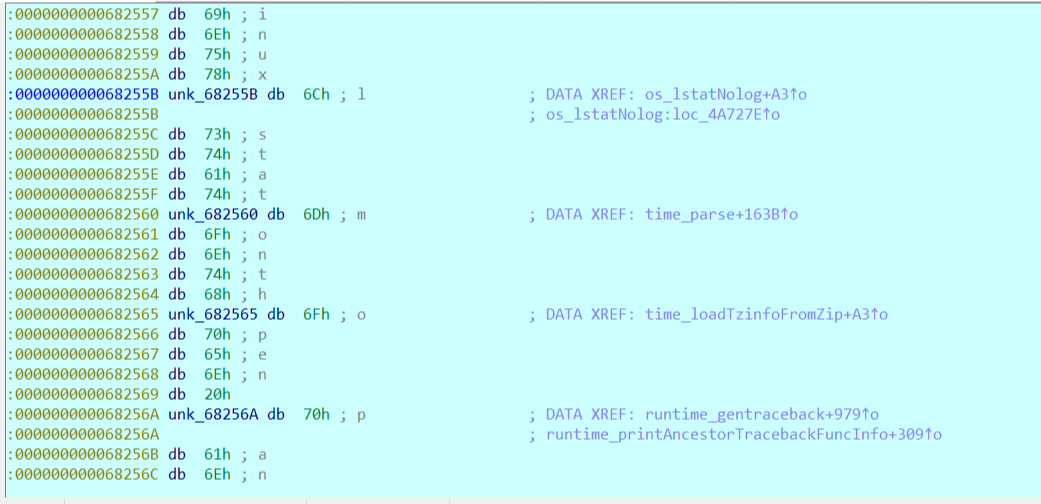 :0000000000682557 db 69h ; i
:0000000000682558 db 6Eh ; n
:0000000000682559 db 75h ; u
:000000000068255A db 78h ; x
:000000000068255B unk_68255B db 6Ch ; l ; DATA XREF: os_lstatNolog+A3↑o
:000000000068255B ; os_lstatNolog:loc_4A727E↑o
:000000000068255C db 73h ; s
:000000000068255D db 74h ; t
:000000000068255E db 61h ; a
:000000000068255F db 74h ; t
:0000000000682560 unk_682560 db 6Dh ; m ; DATA XREF: time_parse+163B↑o
:0000000000682561 db 6Fh ; o
:0000000000682562 db 6Eh ; n
:0000000000682563 db 74h ; t
:0000000000682564 db 68h ; h
:0000000000682565 unk_682565 db 6Fh ; o ; DATA XREF: time_loadTzinfoFromZip+A3↑o
:0000000000682566 db 70h ; p
:0000000000682567 db 65h ; e
:0000000000682568 db 6Eh ; n
:0000000000682569 db 20h
:000000000068256A unk_68256A db 70h ; p ; DATA XREF: runtime_gentraceback+979↑o
:000000000068256A ; runtime_printAncestorTracebackFuncInfo+309↑o
:000000000068256B db 61h ; a
:000000000068256C db 6Eh ; n